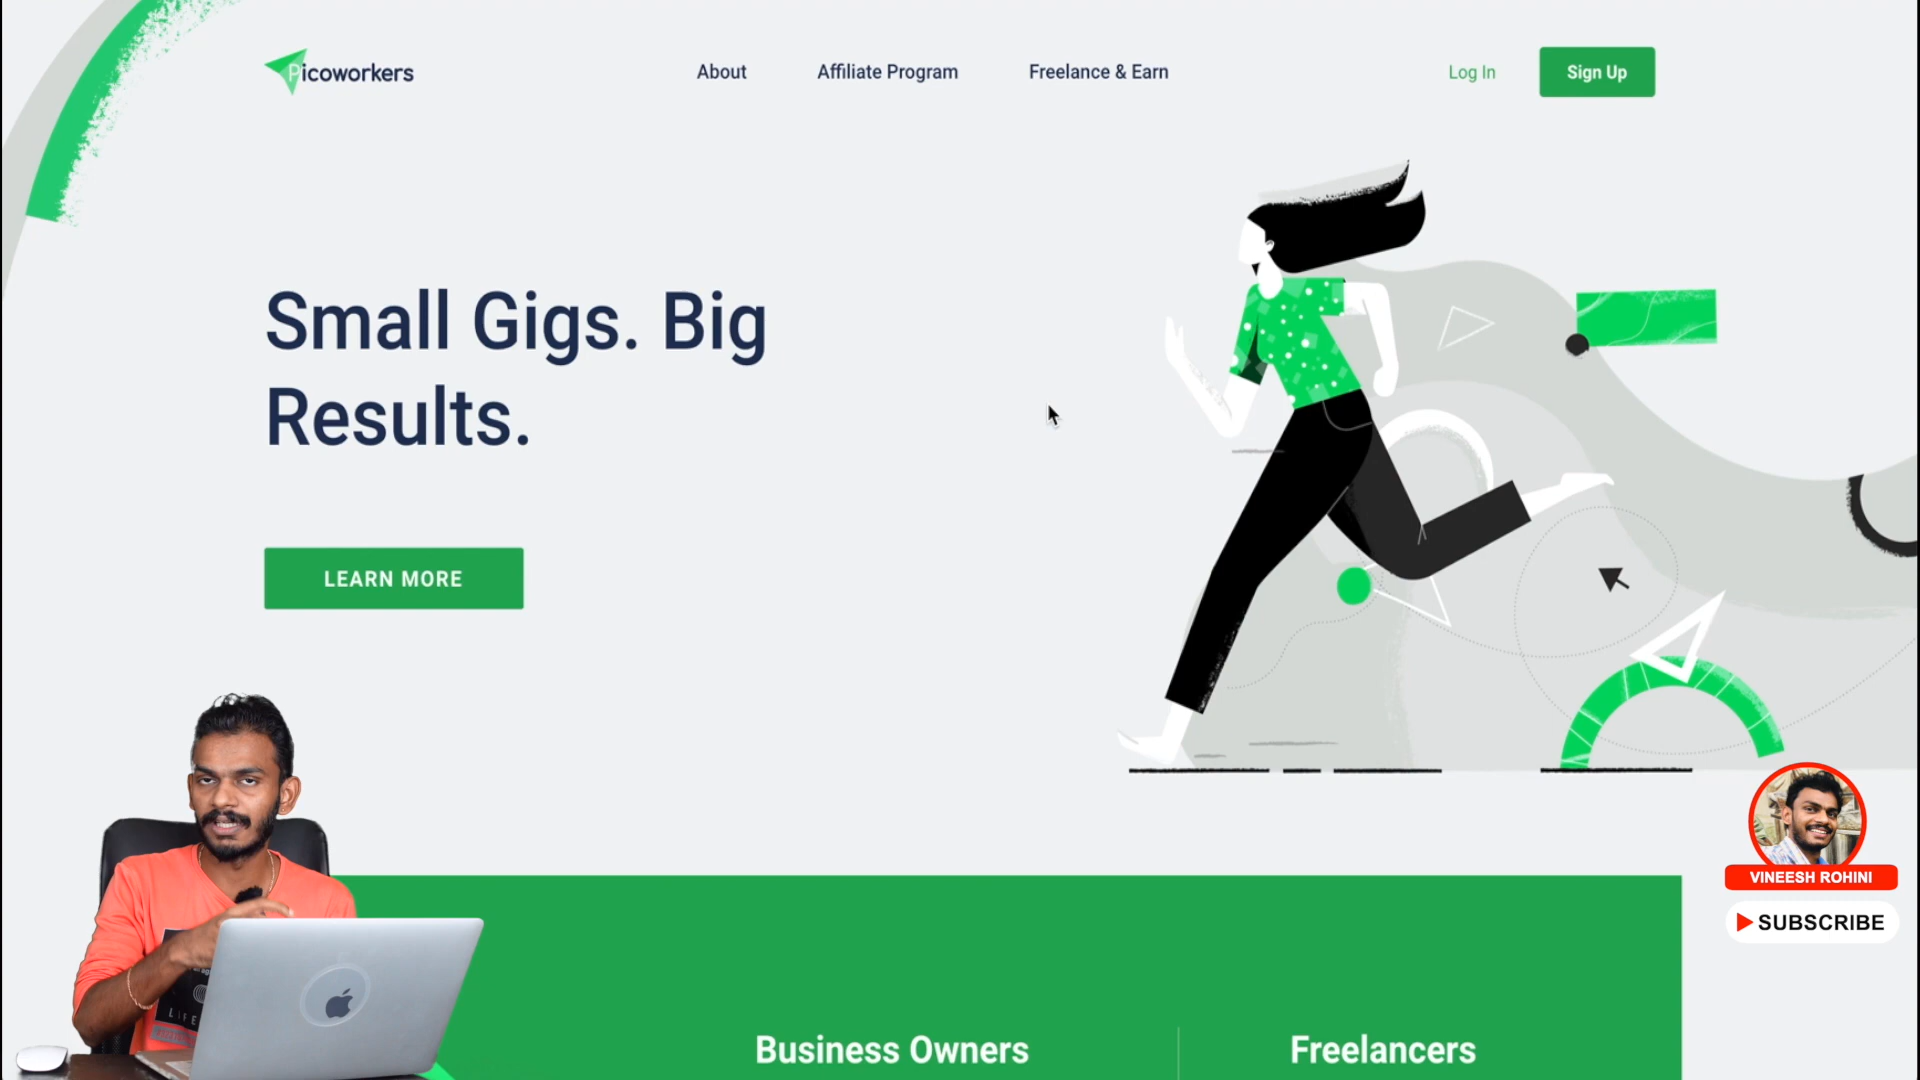 Picoworkers
About
Affiliate Program
Freelance & Earn
Log In
Sign Up
Small Gigs. Big
Results.
LEARN MORE
VINEESH ROHINI
SUBSCRIBE
Business Owners
Freelancers